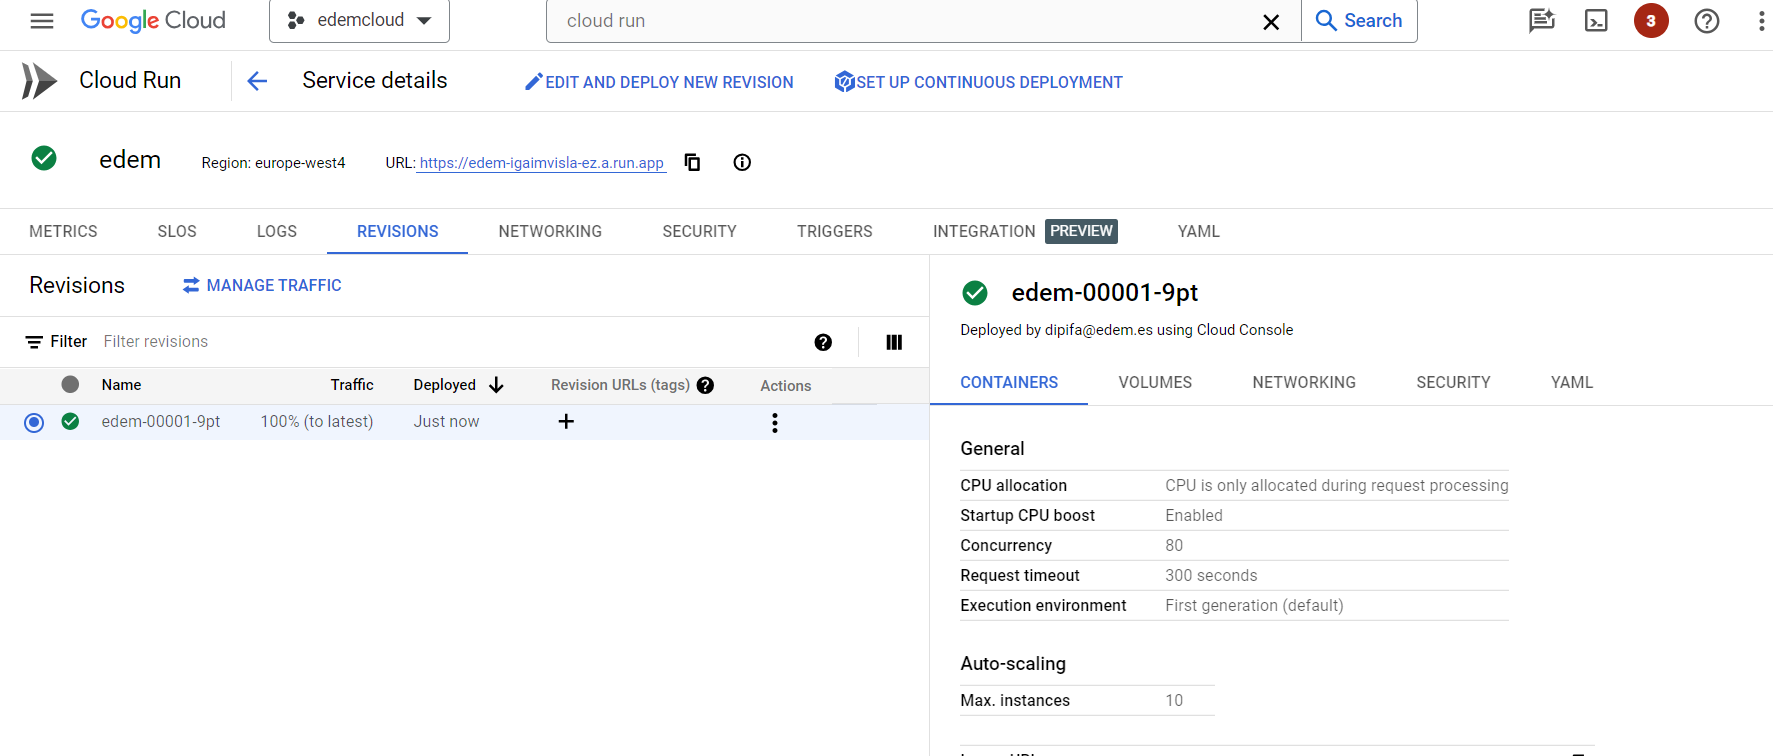 Google Cloud edemcloud cloud run Search 3
Cloud Run Service details EDIT AND DEPLOY NEW REVISION SET UP CONTINUOUS DEPLOYMENT
edem Region: europe-west4 URL: https://edem-igaimvisla-ez.a.run.app
METRICS SLOS LOGS REVISIONS NETWORKING SECURITY TRIGGERS INTEGRATION PREVIEW YAML
Revisions MANAGE TRAFFIC
Filter Filter revisions
Name Traffic Deployed Revision URLs (tags) Actions
edem-00001-9pt 100% (to latest) Just now
edem-00001-9pt
Deployed by dipifa@edem.es using Cloud Console
CONTAINERS VOLUMES NETWORKING SECURITY YAML
General
CPU allocation CPU is only allocated during request processing
Startup CPU boost Enabled
Concurrency 80
Request timeout 300 seconds
Execution environment First generation (default)
Auto-scaling
Max. instances 10